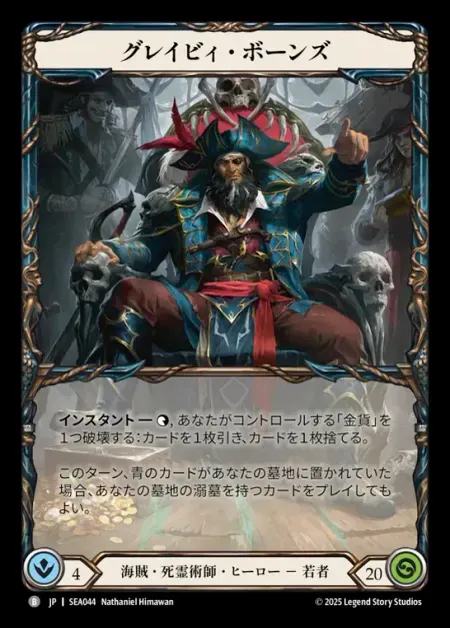 グレイビィ・ボーンズ
インスタント ー , あなたがコントロールする「金貨」を
1つ破壊する：カードを1枚引き、カードを1枚捨てる。
このターン、青のカードがあなたの墓地に置かれていた
場合、あなたの墓地の溺墓を持つカードをプレイしても
よい。
4
海賊・死霊術師・ヒーロー ー 若者
20
B JP | SEA044 Nathaniel Himawan
© 2025 Legend Story Studios